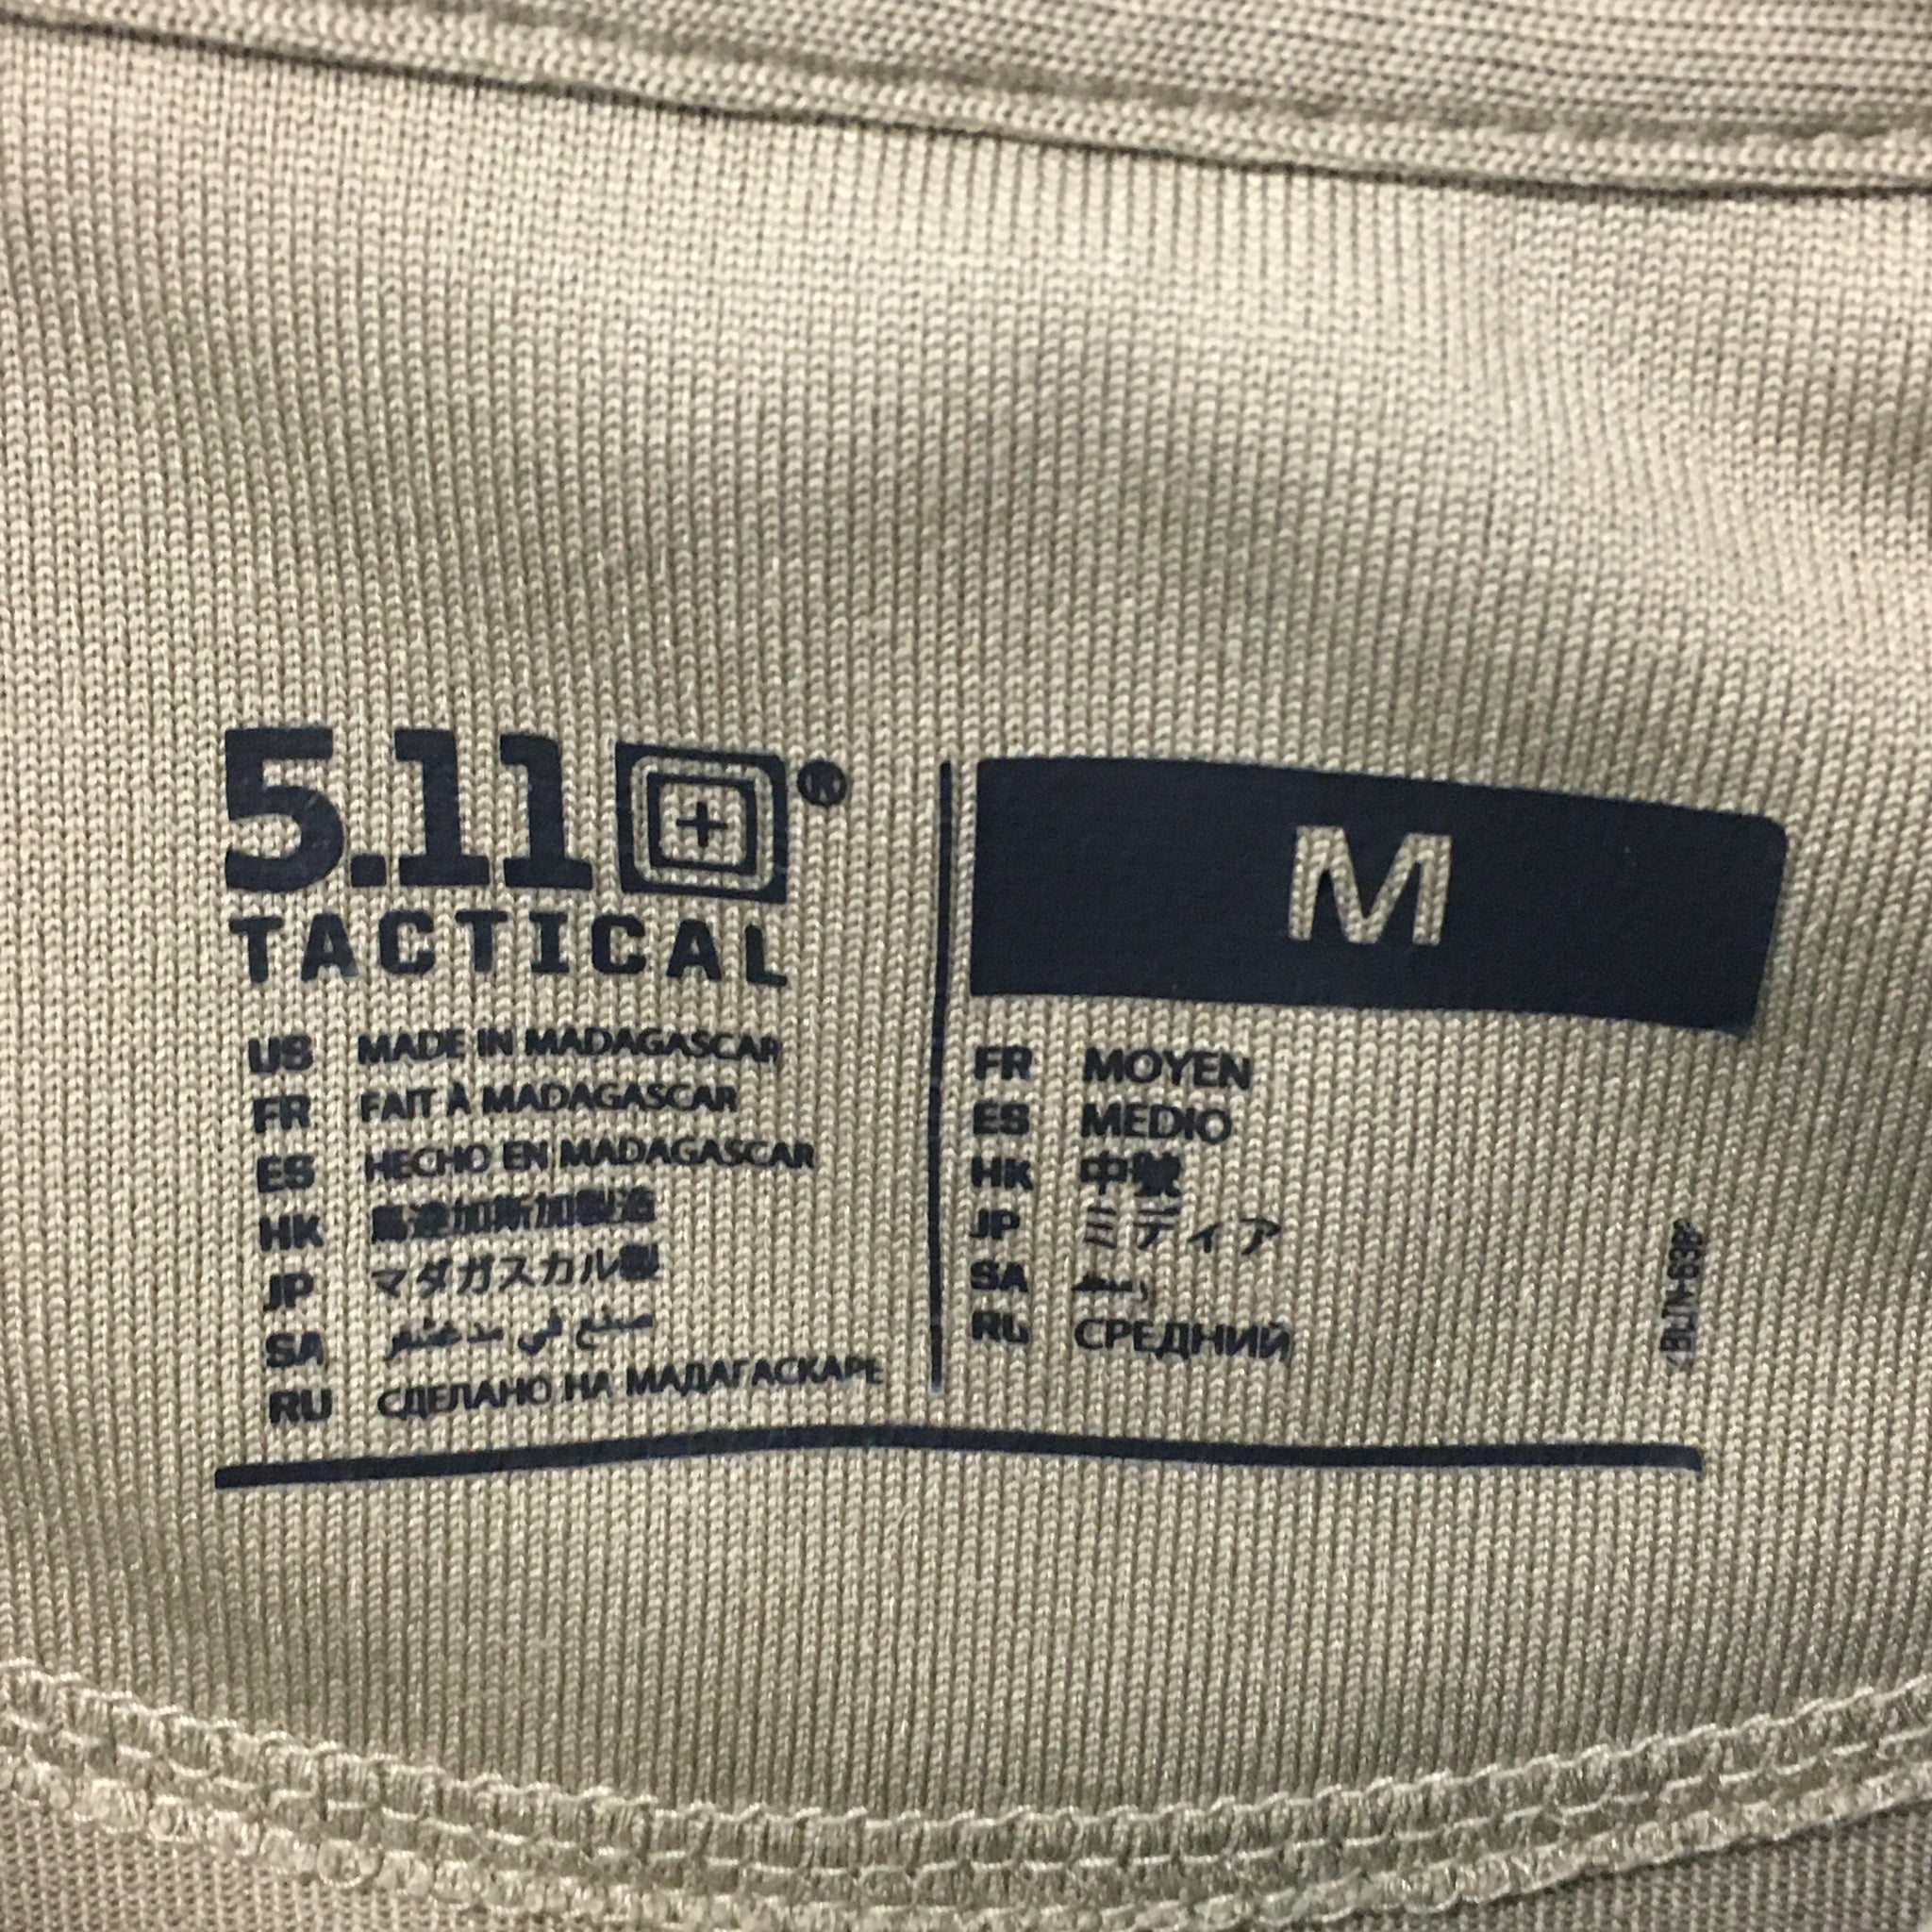 5.11 ®
TACTICAL
US MADE IN MADAGASCAR
FR FAIT À MADAGASCAR
ES HECHO EN MADAGASCAR
HK 馬達加斯加製造
JP マダガスカル製
SA صنع في مدغشقر
RU СДЕЛАНО НА МАДАГАСКАРЕ
M
FR MOYEN
ES MEDIO
HK 中號
JP ミディア
SA
RU СРЕДНИЙ